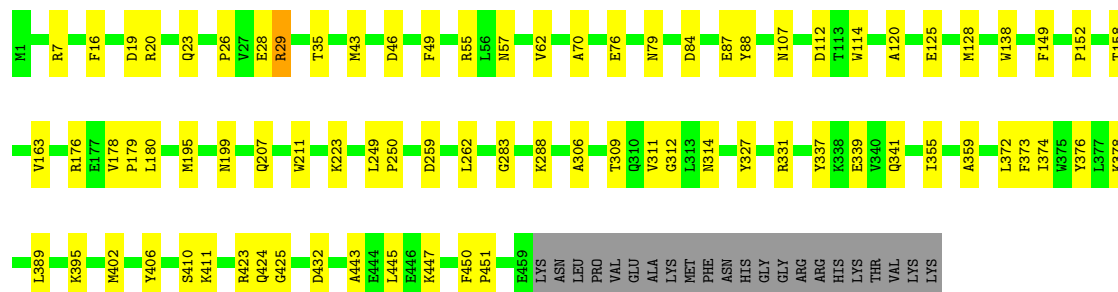 M1 R7 F16 D19 R20 Q23 P26 V27 E28 R29 T35 M43 D46 F49 R55 L56 N57 V62 A70 E76 N79 D84 E87 Y88 N107 D112 T113 W114 A120 E125 M128 W138 F149 P152 T158
V163 R176 E177 V178 P179 L180 M195 N199 Q207 W211 K223 L249 P250 D259 L262 G283 K288 A306 T309 Q310 V311 G312 L313 N314 Y327 R331 Y337 K338 E339 V340 Q341 I355 A359 L372 F373 I374 W375 Y376 L377 K378
L389 K395 M402 Y406 S410 K411 R423 Q424 G425 D432 A443 E444 L445 E446 K447 F450 P451 E459 LYS ASN LEU PRO VAL GLU ALA LYS MET PHE ASN HIS GLY GLY ARG ARG HIS LYS THR VAL LYS LYS